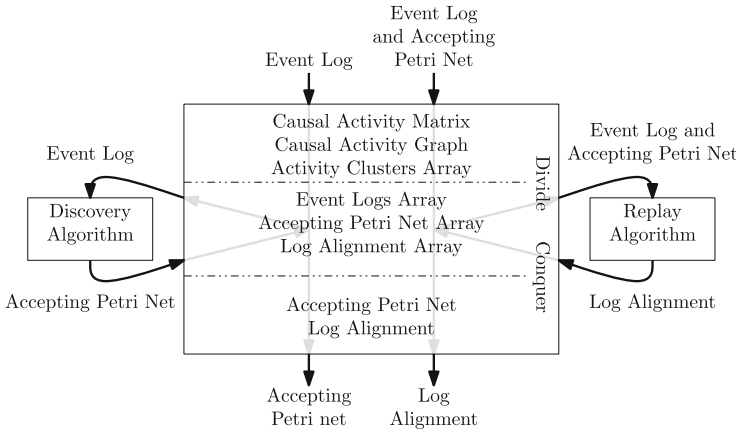 Event Log
and Accepting
Petri Net
Event Log
Causal Activity Matrix
Causal Activity Graph
Activity Clusters Array
Divide
Event Log and
Accepting Petri Net
Event Log
Discovery
Algorithm
Event Logs Array
Accepting Petri Net Array
Log Alignment Array
Replay
Algorithm
Conquer
Accepting Petri Net
Accepting Petri Net
Log Alignment
Log Alignment
Accepting
Petri net
Log
Alignment